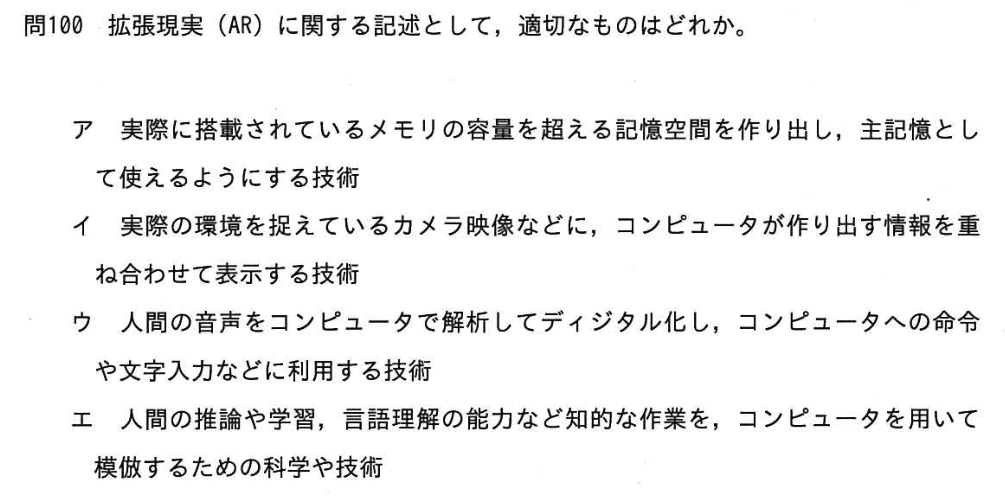 問100 拡張現実（AR）に関する記述として，適切なものはどれか。
ア 実際に搭載されているメモリの容量を超える記憶空間を作り出し，主記憶とし
て使えるようにする技術
イ 実際の環境を捉えているカメラ映像などに，コンピュータが作り出す情報を重
ね合わせて表示する技術
ウ 人間の音声をコンピュータで解析してディジタル化し，コンピュータへの命令
や文字入力などに利用する技術
エ 人間の推論や学習，言語理解の能力など知的な作業を，コンピュータを用いて
模倣するための科学や技術